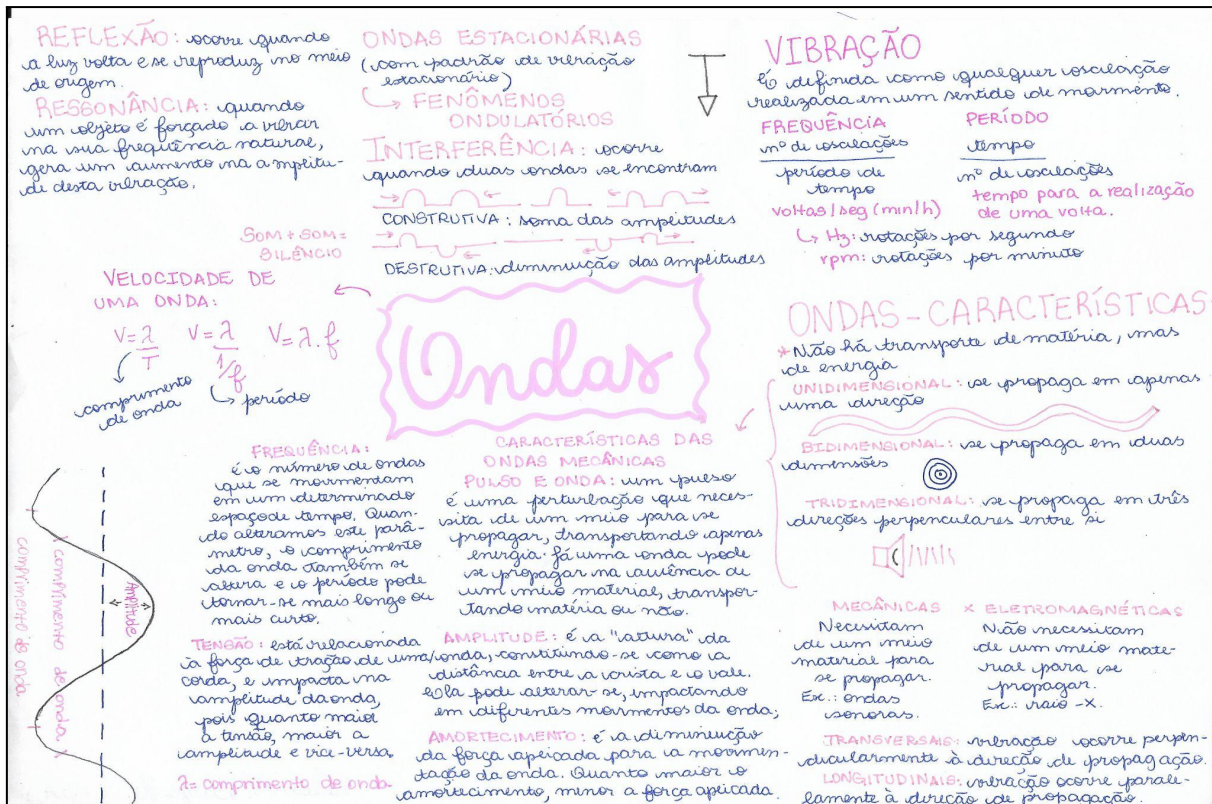 REFLEXÃO: ocorre quando
a luz volta e se reproduz no meio
de origem.
RESSONÂNCIA: quando
um objeto é forçado a vibrar
na sua frequência natural,
gera um aumento na amplitu-
de desta vibração.
ONDAS ESTACIONÁRIAS
(com padrão de vibração
estacionário)
FENÔMENOS
ONDULATÓRIOS
INTERFERÊNCIA: ocorre
quando duas ondas se encontram
CONSTRUTIVA: soma das amplitudes
SOM + SOM =
SILÊNCIO
DESTRUTIVA: diminuição das amplitudes
VIBRAÇÃO
É definida como qualquer oscilação
realizada em um sentido de movimento.
FREQUÊNCIA
nº de oscilações
período de
tempo
voltas/seg (min/h)
Hz: rotações por segundo
rpm: rotações por minuto
PERÍODO
tempo
nº de oscilações
tempo para a realização
de uma volta.
VELOCIDADE DE
UMA ONDA:
V = λ/T V = λ/1/f V = λ.f
comprimento
de onda
período
Ondas
ONDAS - CARACTERÍSTICAS
* Não há transporte de matéria, mas
de energia
UNIDIMENSIONAL: se propaga em apenas
uma direção
BIDIMENSIONAL: se propaga em duas
dimensões
TRIDIMENSIONAL: se propaga em três
direções perpenculares entre si
MECÂNICAS x ELETROMAGNÉTICAS
Necessitam
de um meio
material para
se propagar.
Ex.: ondas
sonoras.
Não necessitam
de um meio mate-
rial para se
propagar.
Ex.: raio-x.
TRANSVERSAIS: vibração ocorre perpen-
dicularmente à direção de propagação.
LONGITUDINAIS: vibração ocorre parale-
lamente à direção de propagação.
FREQUÊNCIA:
é o número de ondas
que se movimentam
em um determinado
espaço de tempo. Quan-
do alteramos este parâ-
metro, o comprimento
da onda também se
altera e o período pode
tornar-se mais longo ou
mais curto.
TENSÃO: está relacionada
à força de tração de uma
corda, e impacta na
amplitude da onda,
pois quanto maior
a tensão, maior a
amplitude e vice-versa.
λ = comprimento de onda
CARACTERÍSTICAS DAS
ONDAS MECÂNICAS
PULSO E ONDA: um pulso
é uma perturbação que neces-
sita de um meio para se
propagar, transportando apenas
energia. Já uma onda pode
se propagar na ausência de
um meio material, transpor-
tando matéria ou não.
AMPLITUDE: é a "altura" da
onda, constituindo-se como a
distância entre a crista e o vale.
Ela pode alterar-se, impactando
em diferentes movimentos da onda;
AMORTECIMENTO: é a diminuição
da força aplicada para a movimen-
tação da onda. Quanto maior o
amortecimento, menor a força aplicada.
Amplitude
comprimento de onda
comprimento de onda